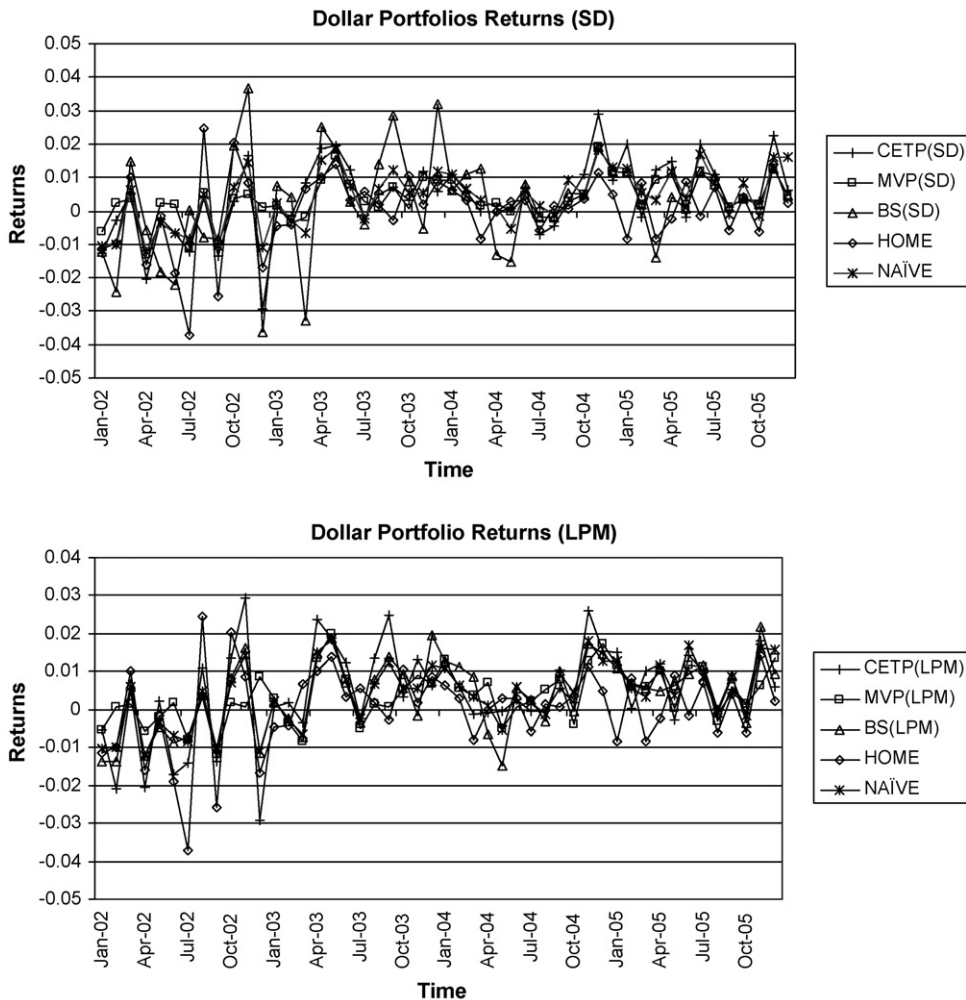 Dollar Portfolios Returns (SD)
0.05
0.04
0.03
0.02
0.01
0
-0.01
-0.02
-0.03
-0.04
-0.05
Returns
Jan-02 Apr-02 Jul-02 Oct-02 Jan-03 Apr-03 Jul-03 Oct-03 Jan-04 Apr-04 Jul-04 Oct-04 Jan-05 Apr-05 Jul-05 Oct-05
Time
CETP(SD)
MVP(SD)
BS(SD)
HOME
NAÏVE
Dollar Portfolio Returns (LPM)
0.04
0.03
0.02
0.01
0
-0.01
-0.02
-0.03
-0.04
-0.05
Returns
Jan-02 Apr-02 Jul-02 Oct-02 Jan-03 Apr-03 Jul-03 Oct-03 Jan-04 Apr-04 Jul-04 Oct-04 Jan-05 Apr-05 Jul-05 Oct-05
Time
CETP(LPM)
MVP(LPM)
BS(LPM)
HOME
NAÏVE